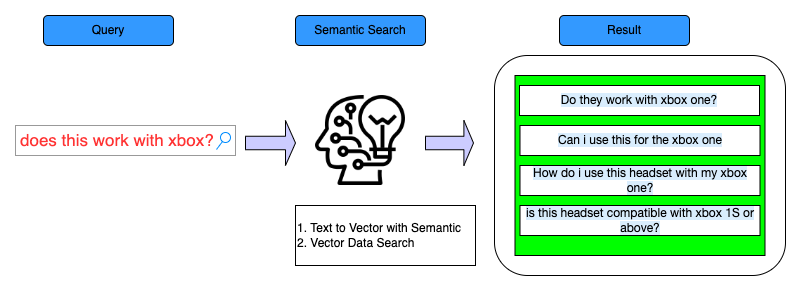 Query
Semantic Search
Result
does this work with xbox?
1. Text to Vector with Semantic
2. Vector Data Search
Do they work with xbox one?
Can i use this for the xbox one
How do i use this headset with my xbox
one?
is this headset compatible with xbox 1S or
above?